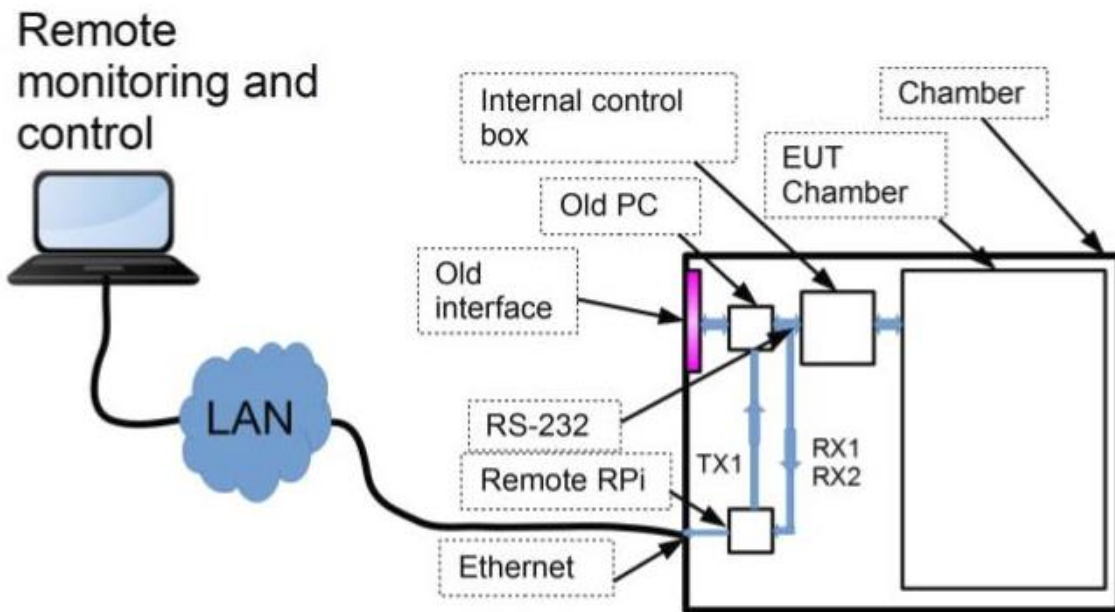 Remote
monitoring and
control
Internal control
box
Chamber
EUT
Chamber
Old PC
Old
interface
LAN
RS-232
TX1
RX1
RX2
Remote RPi
Ethernet